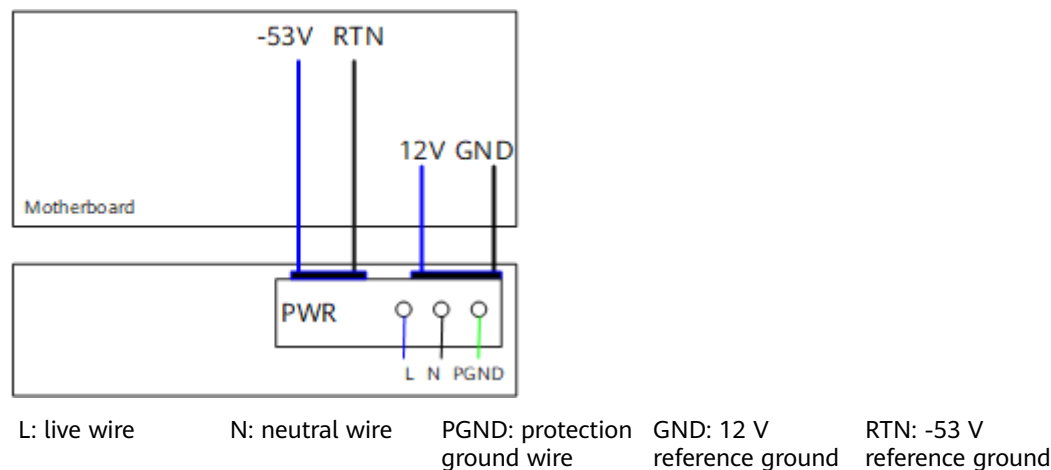 -53V RTN
12V GND
Motherboard
PWR
L N PGND
L: live wire
N: neutral wire
PGND: protection
ground wire
GND: 12 V
reference ground
RTN: -53 V
reference ground